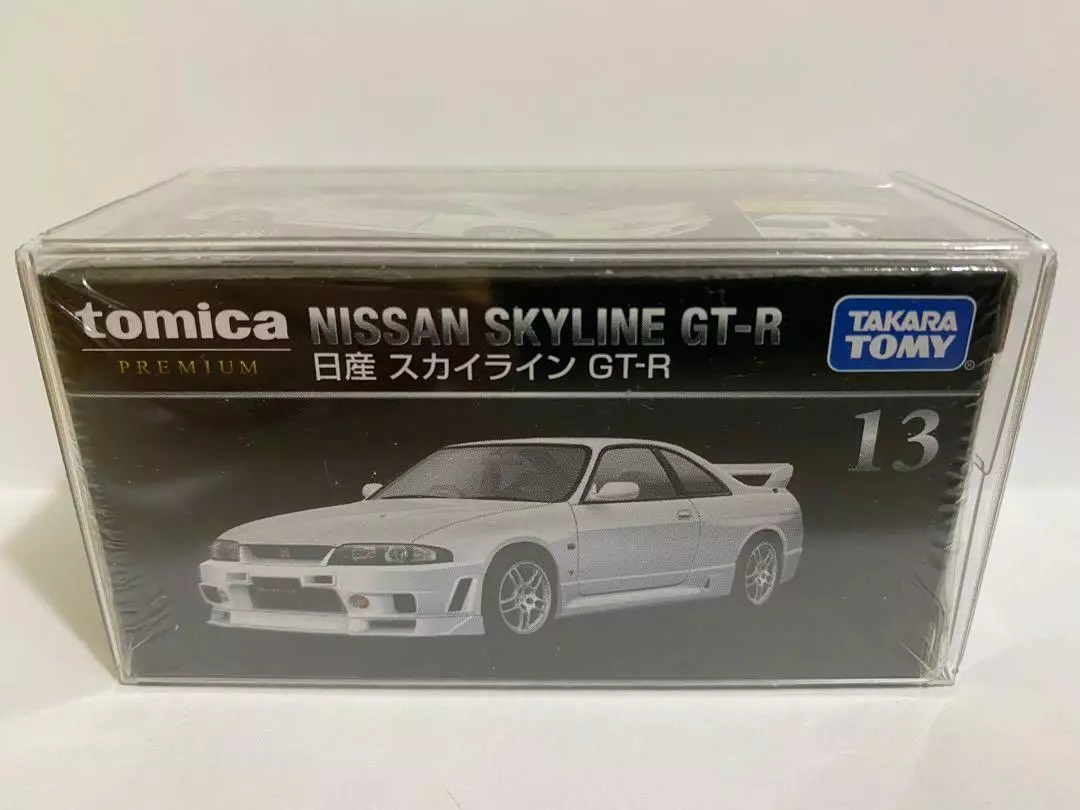 tomica
PREMIUM
NISSAN SKYLINE GT-R
日産 スカイライン GT-R
TAKARA
TOMY
®
13